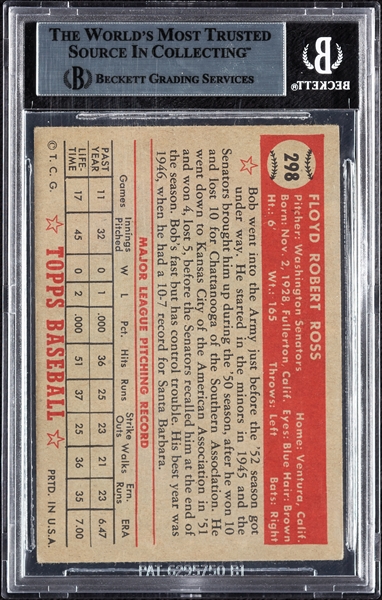 THE WORLD'S MOST TRUSTED
SOURCE IN COLLECTING™
BECKETT GRADING SERVICES
BECKETT
298
FLOYD ROBERT ROSS
Pitcher: Washington Senators Home: Ventura, Calif.
Born: Nov. 2, 1928, Fullerton, Calif. Eyes: Blue Hair: Brown
Ht.: 6' Wt.: 165 Throws: Left Bats: Right
Bob went into the Army just before the '52 season got
under way. He started in the minors in 1945 and the
Senators brought him up during the '50 season, after he won 10
and lost 10 for Chattanooga of the Southern Association. He
went down to Kansas City of the American Association in '51
and won 4, lost 5, before the Senators recalled him at the end of
the season. Bob's fast but has control trouble. His best year was
1946, when he had a 10-7 record for Santa Barbara.
MAJOR LEAGUE PITCHING RECORD
Games Innings Pitched W L Pct. Hits Runs Strike Outs Walks Ern. Runs ERA
PAST YEAR 11 32 0 1 .000 36 25 23 21 23 6.47
LIFE-TIME 17 45 0 2 .000 51 37 25 36 35 7.00
© T. C. G. TOPPS BASEBALL PRTD. IN U.S.A.
PAT. 6295750 B1